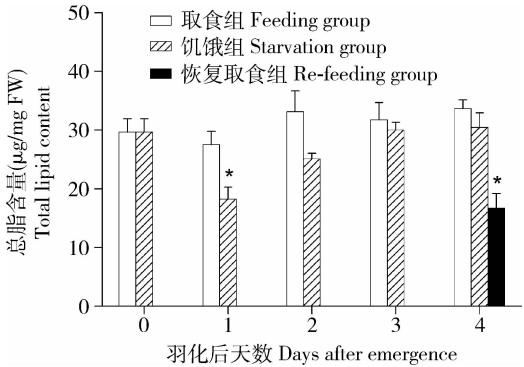 50
40
30
20
10
0
总脂含量(μg/mg FW)
Total lipid content
取食组 Feeding group
饥饿组 Starvation group
恢复取食组 Re-feeding group
*
*
0 1 2 3 4
羽化后天数 Days after emergence